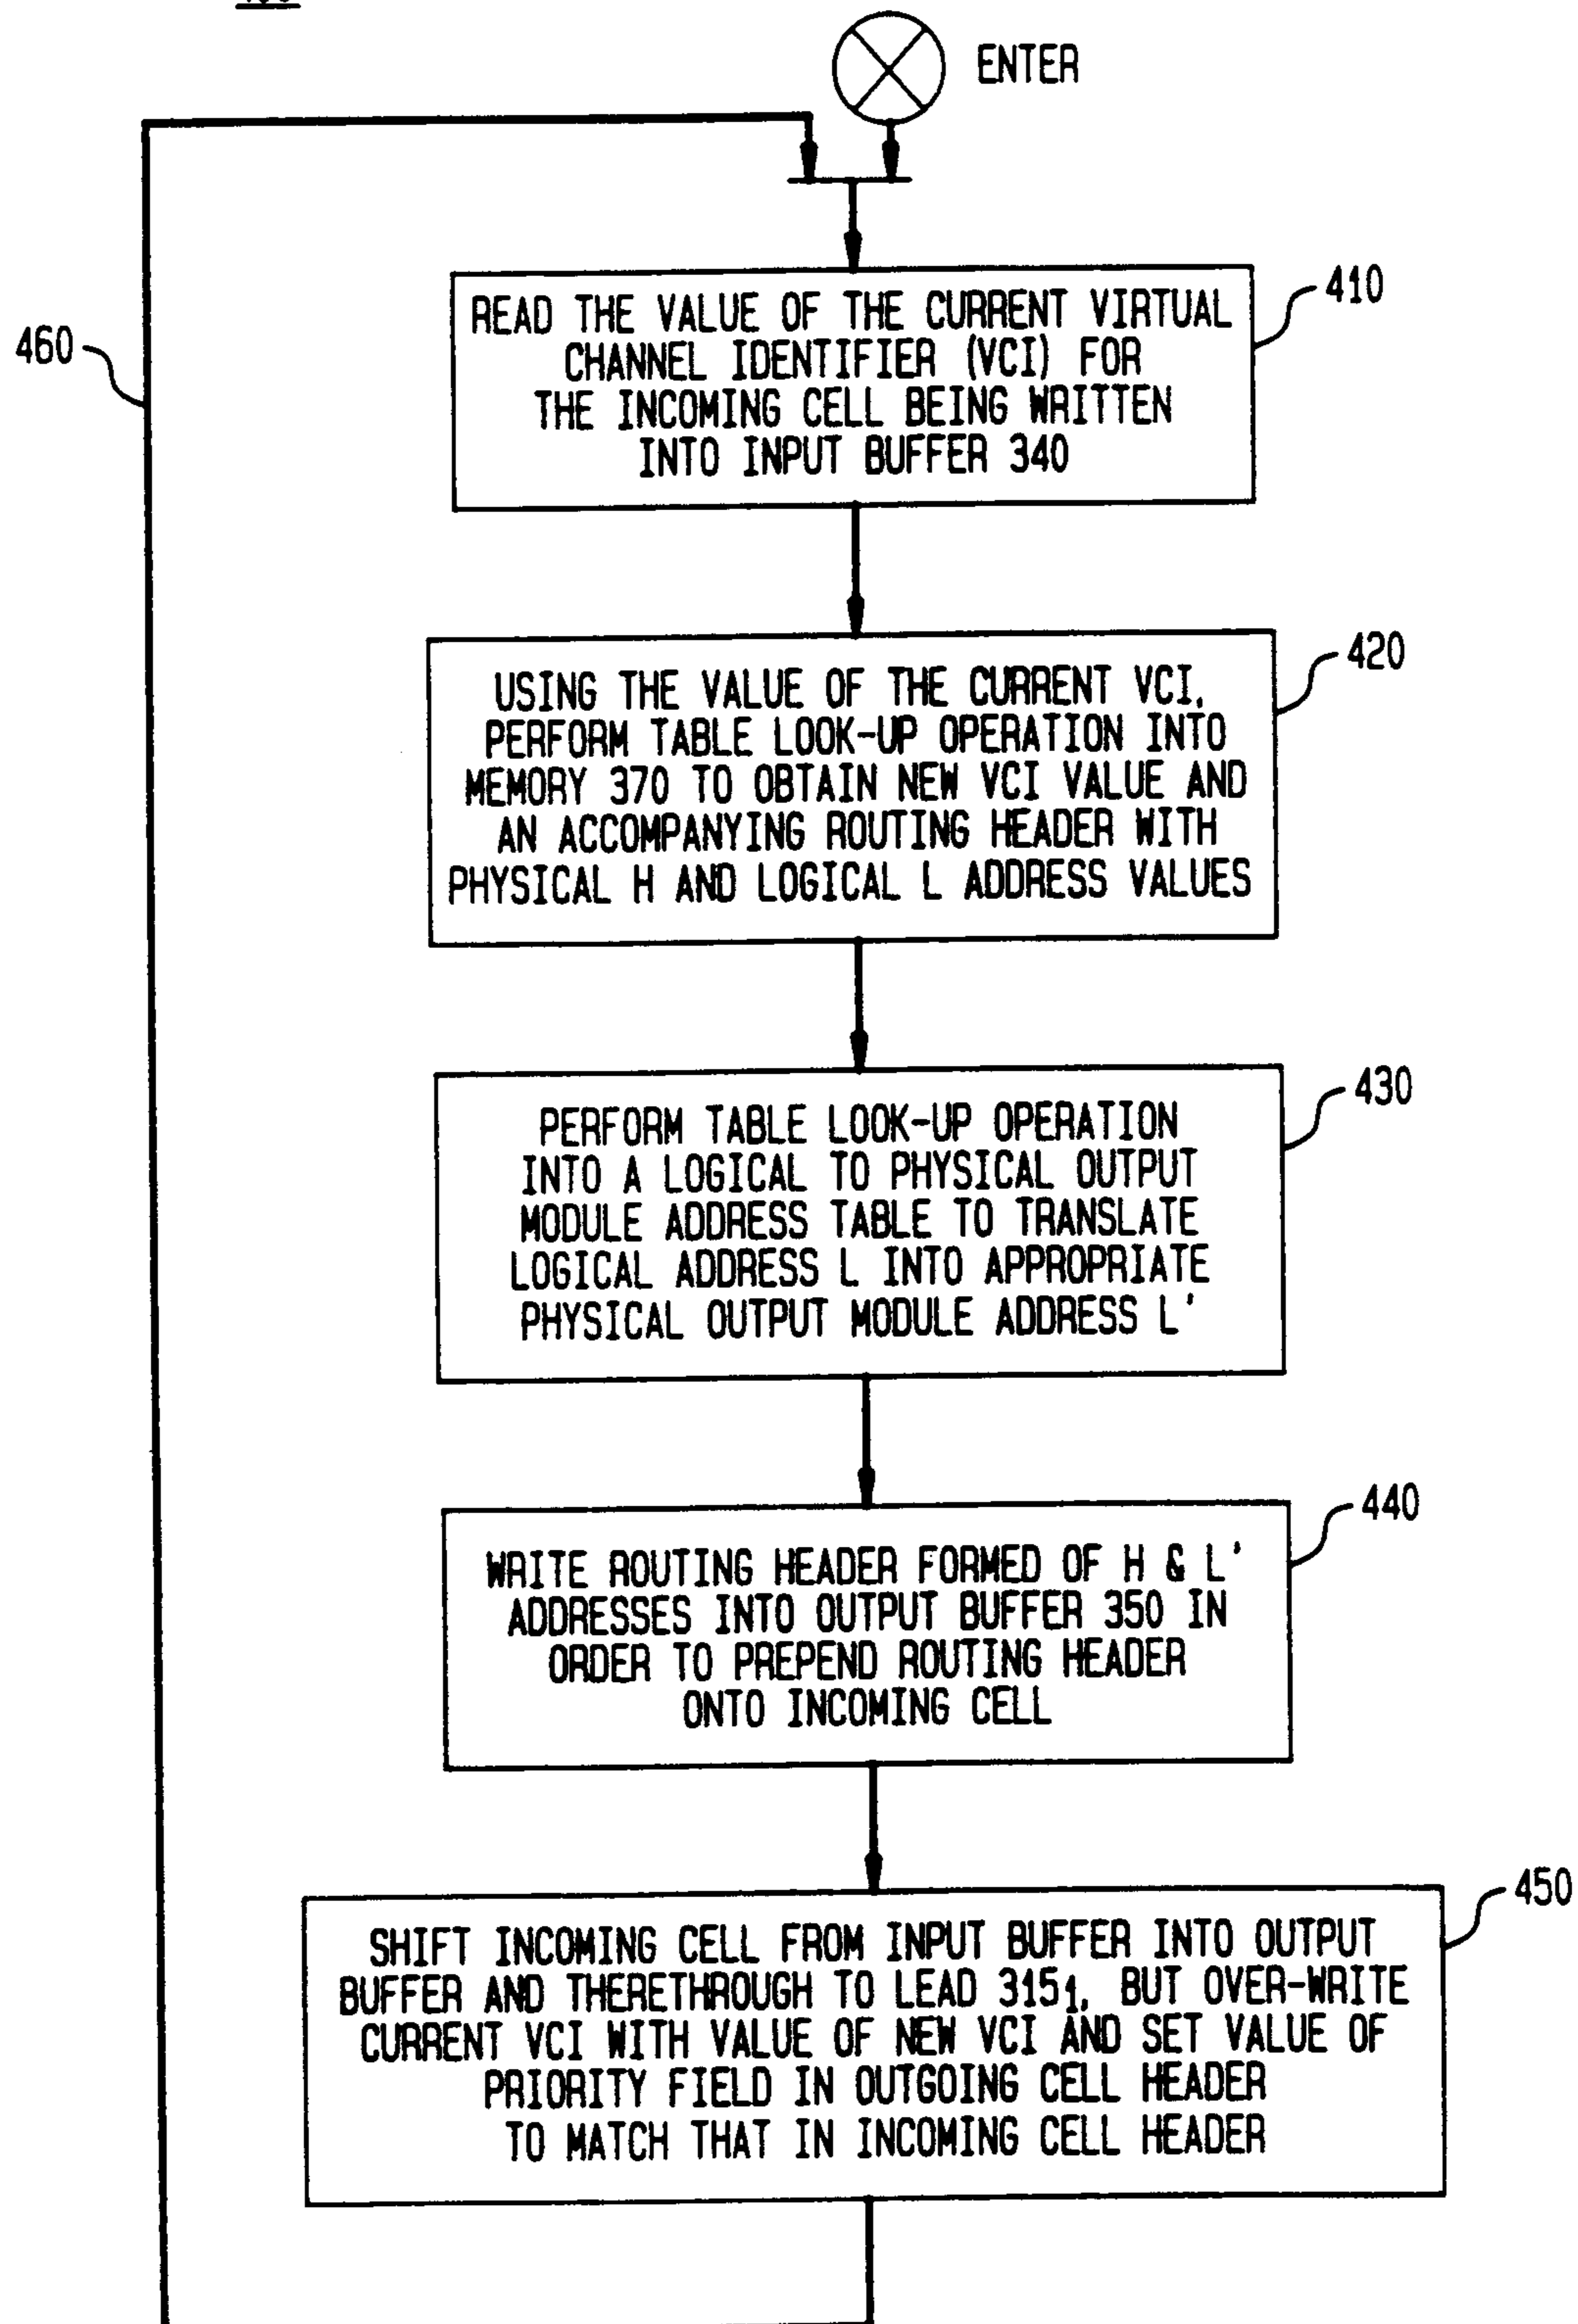 ENTER
410
READ THE VALUE OF THE CURRENT VIRTUAL
CHANNEL IDENTIFIER (VCI) FOR
THE INCOMING CELL BEING WRITTEN
INTO INPUT BUFFER 340
460
420
USING THE VALUE OF THE CURRENT VCI,
PERFORM TABLE LOOK-UP OPERATION INTO
MEMORY 370 TO OBTAIN NEW VCI VALUE AND
AN ACCOMPANYING ROUTING HEADER WITH
PHYSICAL H AND LOGICAL L ADDRESS VALUES
430
PERFORM TABLE LOOK-UP OPERATION
INTO A LOGICAL TO PHYSICAL OUTPUT
MODULE ADDRESS TABLE TO TRANSLATE
LOGICAL ADDRESS L INTO APPROPRIATE
PHYSICAL OUTPUT MODULE ADDRESS L'
440
WRITE ROUTING HEADER FORMED OF H & L'
ADDRESSES INTO OUTPUT BUFFER 350 IN
ORDER TO PREPEND ROUTING HEADER
ONTO INCOMING CELL
450
SHIFT INCOMING CELL FROM INPUT BUFFER INTO OUTPUT
BUFFER AND THERETHROUGH TO LEAD 315₁, BUT OVER-WRITE
CURRENT VCI WITH VALUE OF NEW VCI AND SET VALUE OF
PRIORITY FIELD IN OUTGOING CELL HEADER
TO MATCH THAT IN INCOMING CELL HEADER